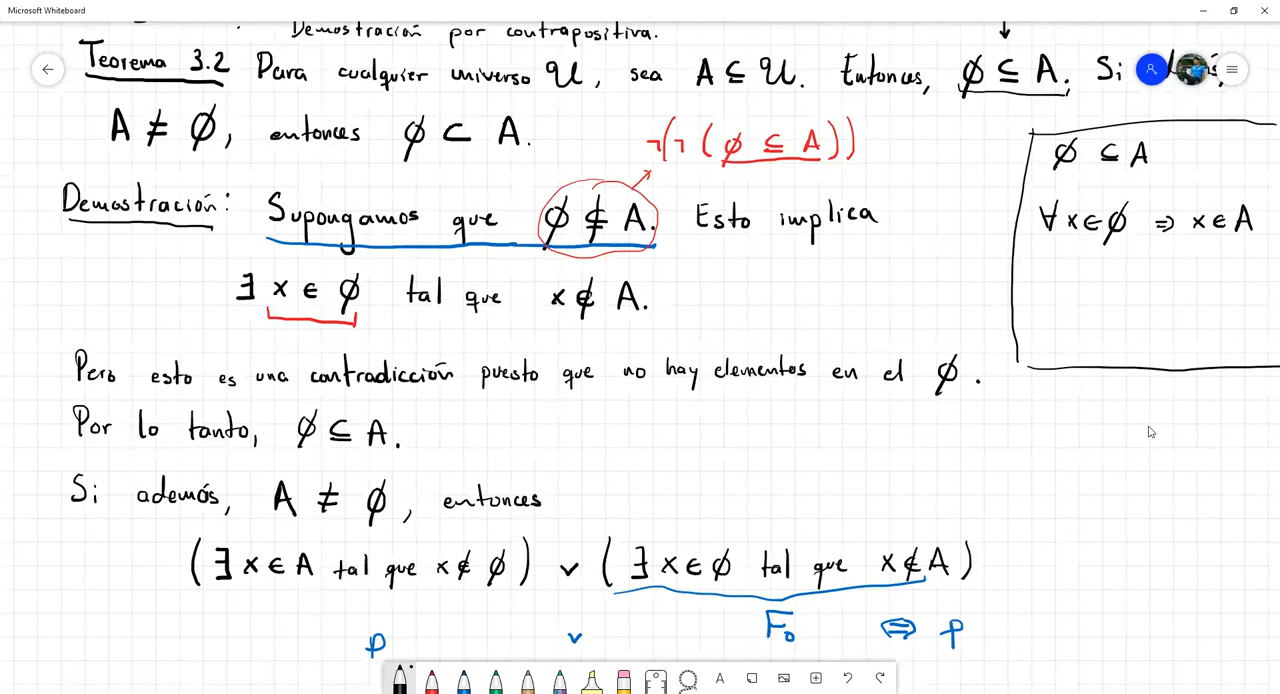 Microsoft Whiteboard
Demostración por contrapositiva.
Teorema 3.2 Para cualquier universo 𝒰, sea A ⊆ 𝒰. Entonces, ∅ ⊆ A. Si
A ≠ ∅, entonces ∅ ⊂ A.
¬(¬(∅ ⊆ A))
Demostración: Supongamos que ∅ ⊈ A. Esto implica
∃ x ∈ ∅ tal que x ∉ A.
∅ ⊆ A
∀ x ∈ ∅ ⇒ x ∈ A
Pero esto es una contradicción puesto que no hay elementos en el ∅.
Por lo tanto, ∅ ⊆ A.
Si además, A ≠ ∅, entonces
(∃ x ∈ A tal que x ∉ ∅) ∨ (∃ x ∈ ∅ tal que x ∉ A)
p ∨ F₀ ⇔ p